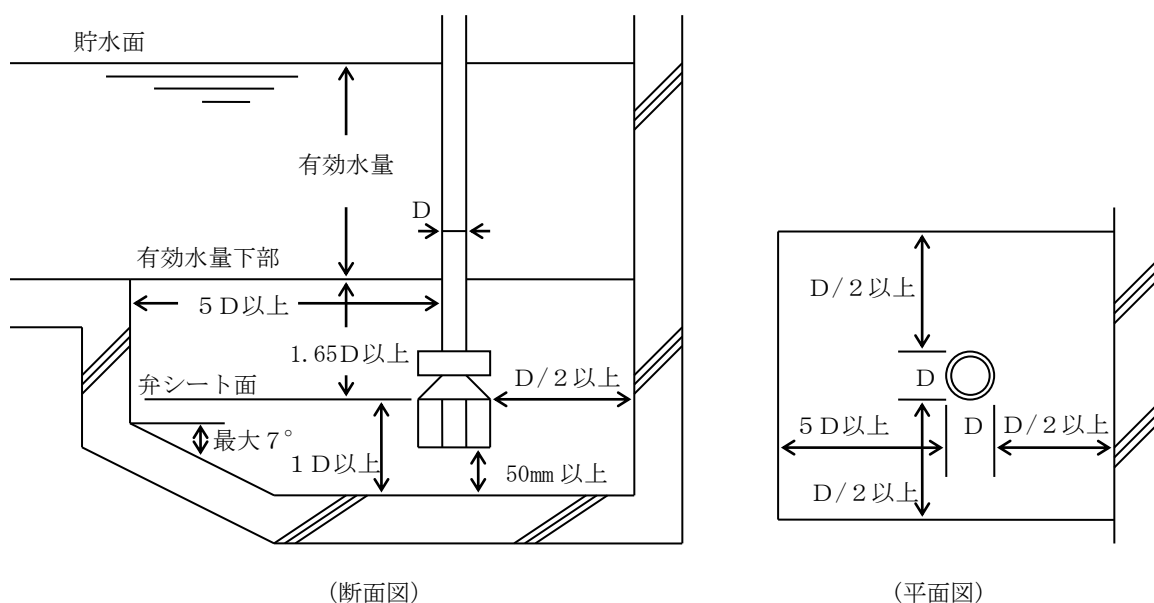 貯水面
有効水量
D
有効水量下部
5D以上
1.65D以上
弁シート面
D/2以上
最大7°
1D以上
50mm以上
(断面図)
D/2以上
D
5D以上
D
D/2以上
D/2以上
(平面図)